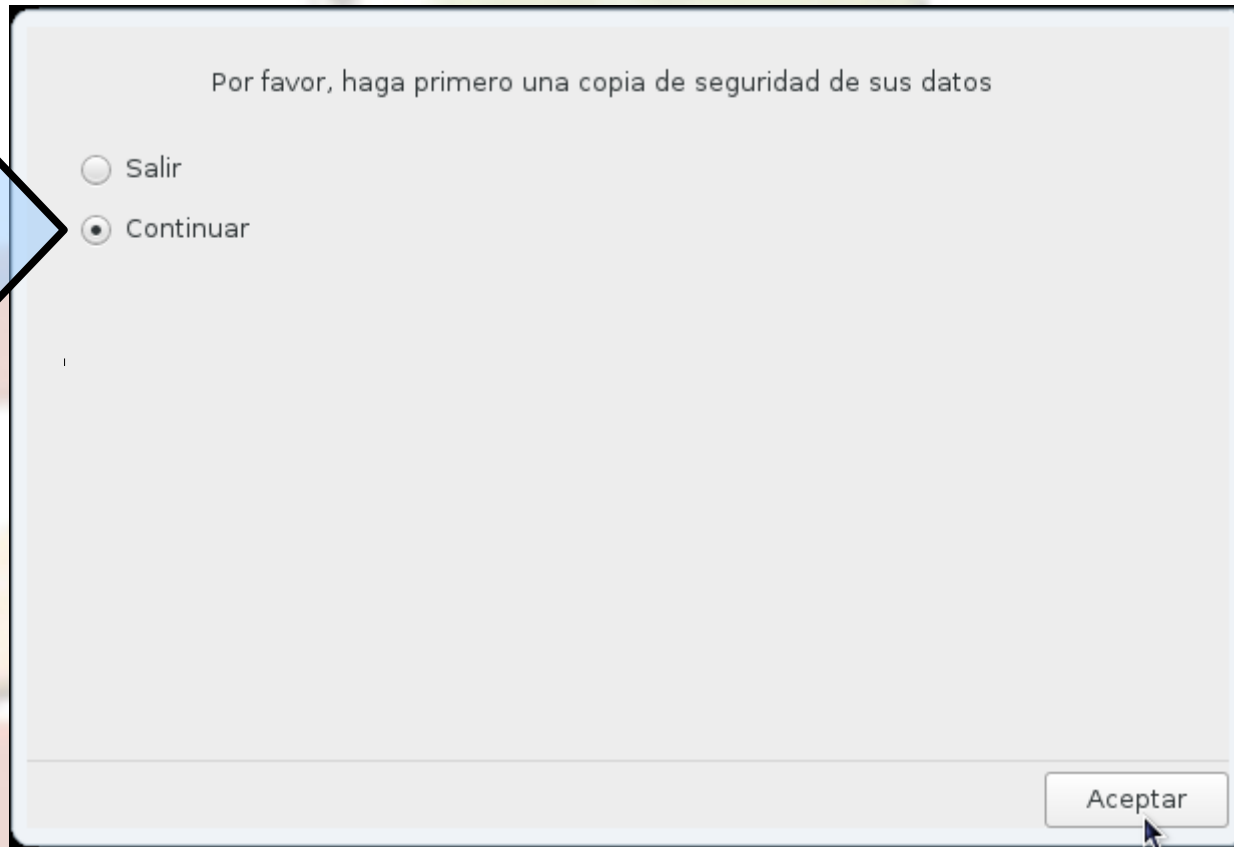 Por favor, haga primero una copia de seguridad de sus datos
Salir
Continuar
Aceptar